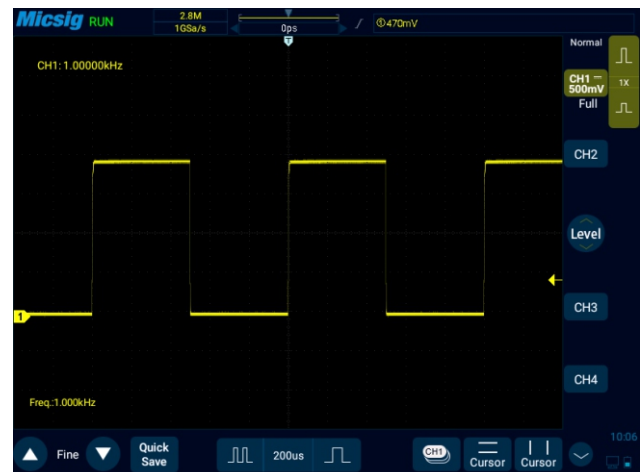 Micsig RUN
2.8M
1GSa/s
0ps
T
470mV
CH1:1.00000kHz
Normal
CH1
500mV
Full
1X
CH2
Level
1
CH3
CH4
Freq.:1.000kHz
10:06
Fine
Quick
Save
200us
CH1
Cursor
Cursor